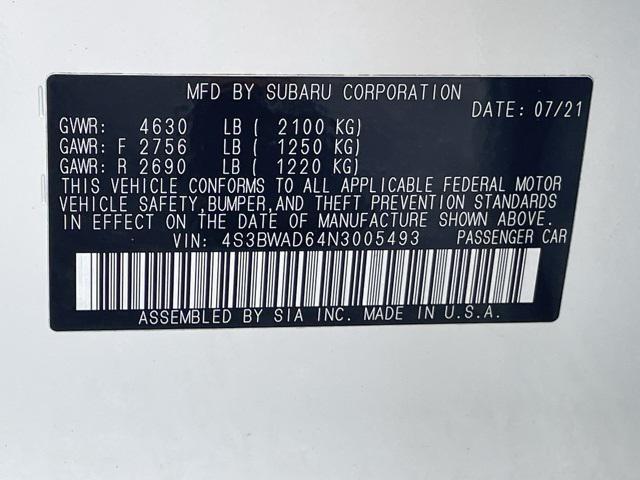 MFD BY SUBARU CORPORATION
DATE: 07/21
GVWR: 4630 LB ( 2100 KG)
GAWR: F 2756 LB ( 1250 KG)
GAWR: R 2690 LB ( 1220 KG)
THIS VEHICLE CONFORMS TO ALL APPLICABLE FEDERAL MOTOR
VEHICLE SAFETY,BUMPER,AND THEFT PREVENTION STANDARDS
IN EFFECT ON THE DATE OF MANUFACTURE SHOWN ABOVE.
VIN: 4S3BWAD64N3005493 PASSENGER CAR
ASSEMBLED BY SIA INC. MADE IN U.S.A.